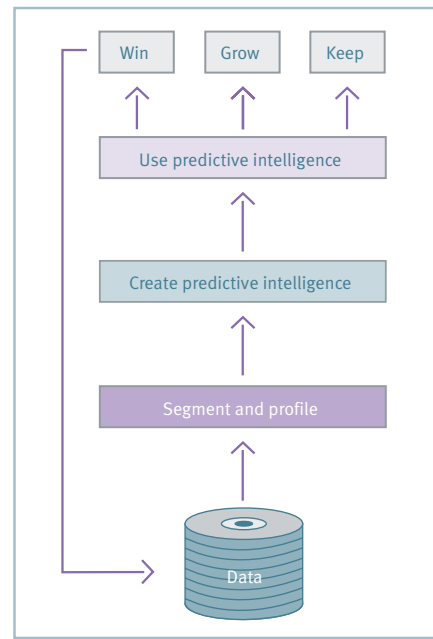 Win
Grow
Keep
Use predictive intelligence
Create predictive intelligence
Segment and profile
Data